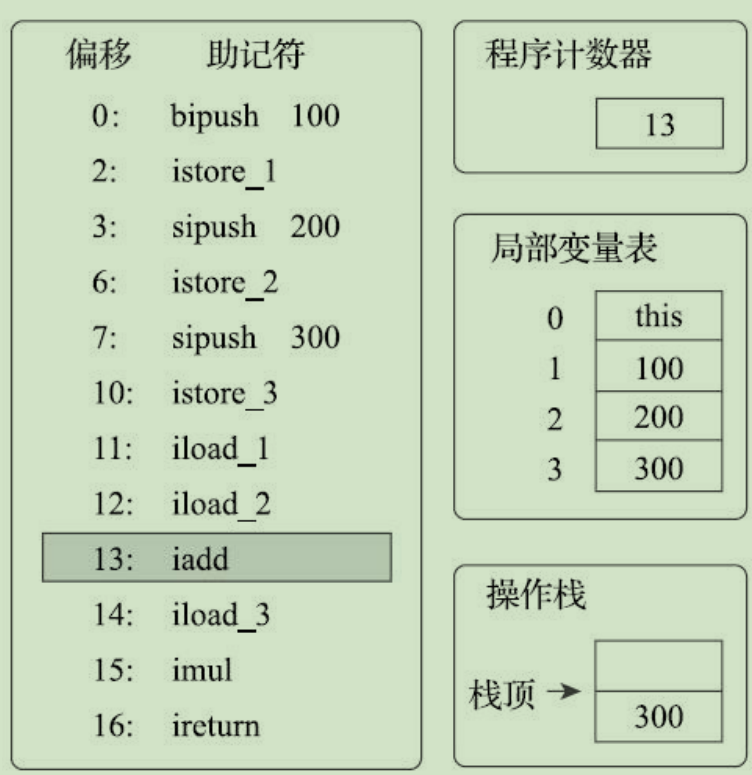 偏移 助记符
0: bipush 100
2: istore_1
3: sipush 200
6: istore_2
7: sipush 300
10: istore_3
11: iload_1
12: iload_2
13: iadd
14: iload_3
15: imul
16: ireturn
程序计数器
13
局部变量表
0 this
1 100
2 200
3 300
操作栈
栈顶
300